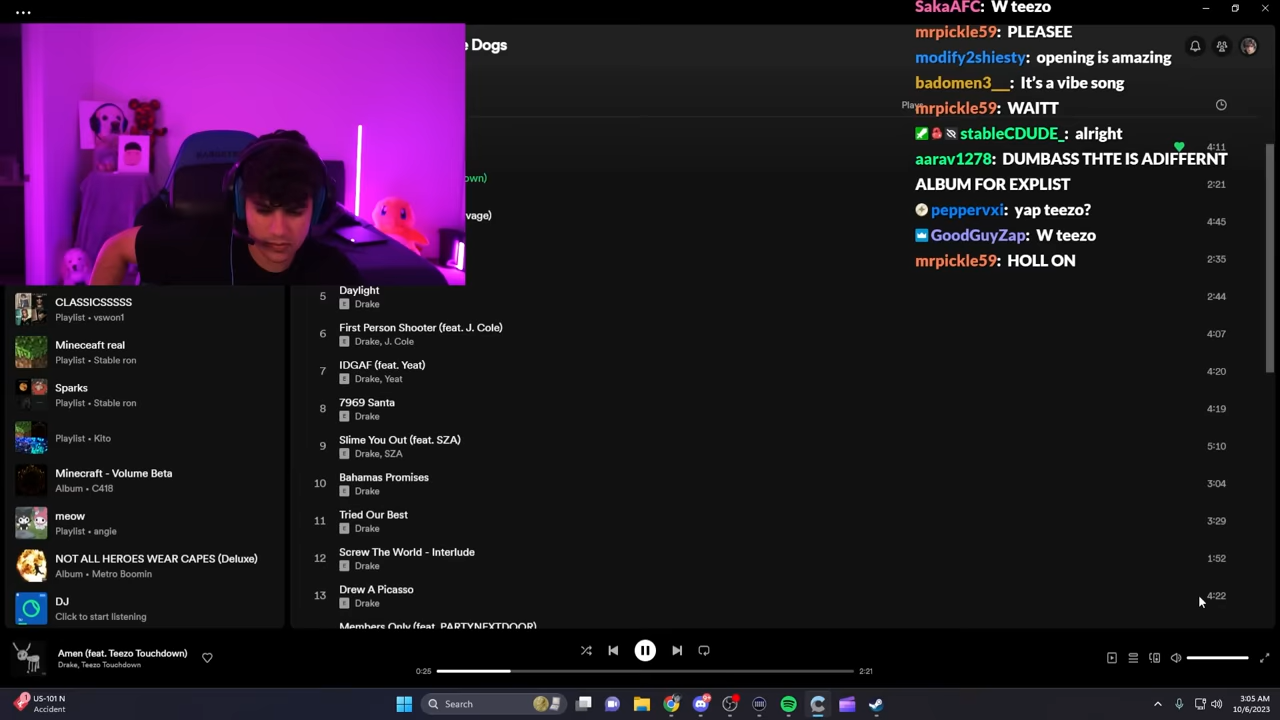 e Dogs
SakaAFC: W teezo
mrpickle59: PLEASEE
modify2shiesty: opening is amazing
badomen3__: It's a vibe song
Plays
mrpickle59: WAITT
stableCDUDE_: alright
4:11
aarav1278: DUMBASS THTE IS ADIFFERNT
ALBUM FOR EXPLIST
own)
2:21
peppervxi: yap teezo?
vage)
4:45
GoodGuyZap: W teezo
mrpickle59: HOLL ON
2:35
CLASSICSSSSS
Playlist • vswon1
Mineceaft real
Playlist • Stable ron
Sparks
Playlist • Stable ron
Playlist • Kito
Minecraft - Volume Beta
Album • C418
meow
Playlist • angie
NOT ALL HEROES WEAR CAPES (Deluxe)
Album • Metro Boomin
DJ
Click to start listening
5 Daylight 2:44
E Drake
6 First Person Shooter (feat. J. Cole) 4:07
E Drake, J. Cole
7 IDGAF (feat. Yeat) 4:20
E Drake, Yeat
8 7969 Santa 4:19
E Drake
9 Slime You Out (feat. SZA) 5:10
E Drake, SZA
10 Bahamas Promises 3:04
E Drake
11 Tried Our Best 3:29
E Drake
12 Screw The World - Interlude 1:52
E Drake
13 Drew A Picasso 4:22
E Drake
Members Only (feat. PARTYNEXTDOOR)
Amen (feat. Teezo Touchdown)
Drake, Teezo Touchdown
0:25 2:21
US-101 N
Accident
Search
3:05 AM
10/6/2023